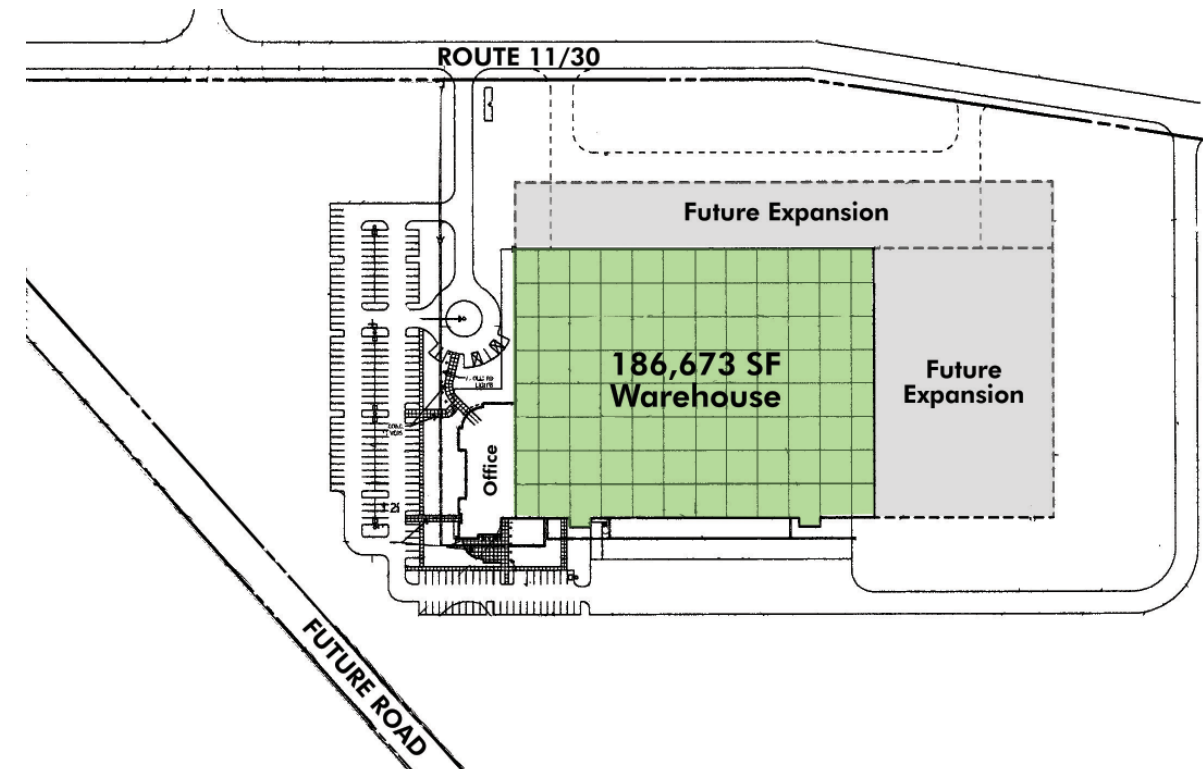 ROUTE 11/30
Future Expansion
186,673 SF
Warehouse
Future
Expansion
Office
FUTURE ROAD